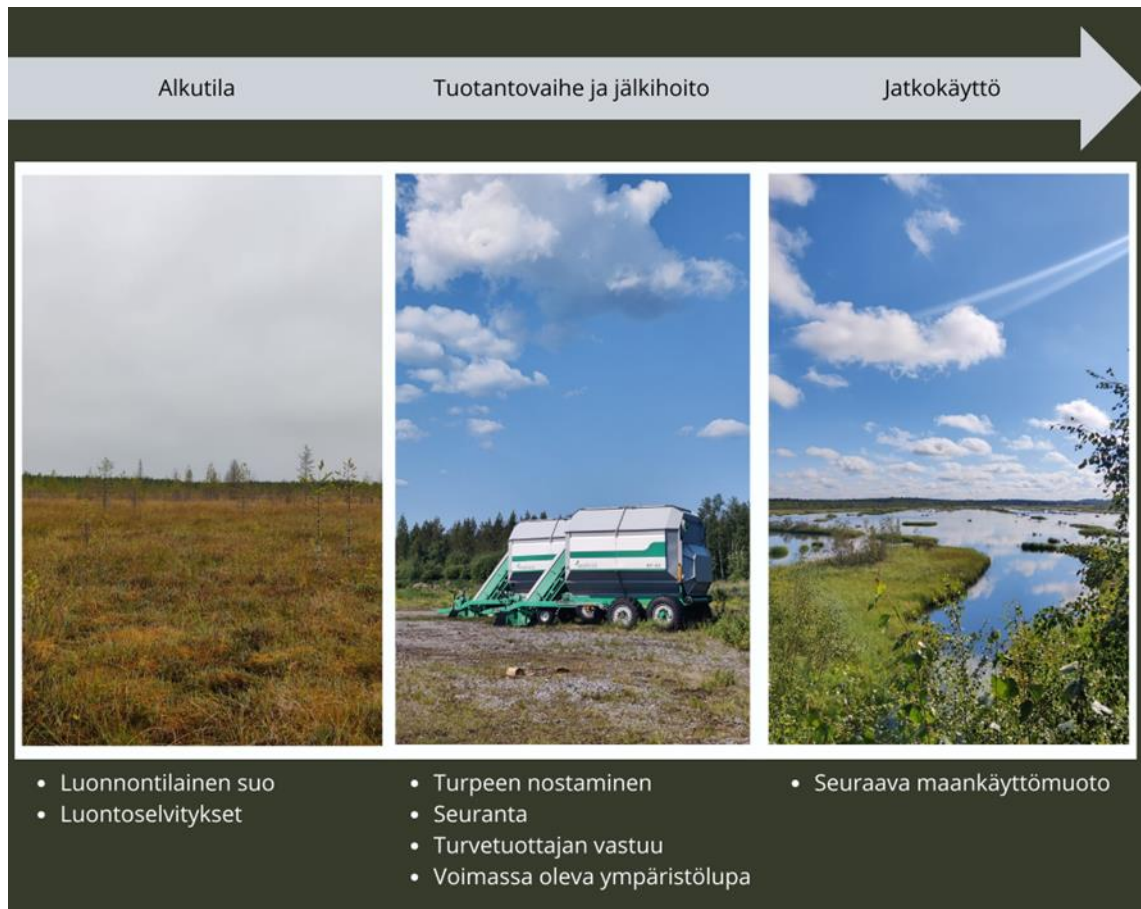 Alkutila
Tuotantovaihe ja jälkihoito
Jatkokäyttö
• Luonnontilainen suo
• Luontoselvitykset
• Turpeen nostaminen
• Seuranta
• Turvetuottajan vastuu
• Voimassa oleva ympäristölupa
• Seuraava maankäyttömuoto